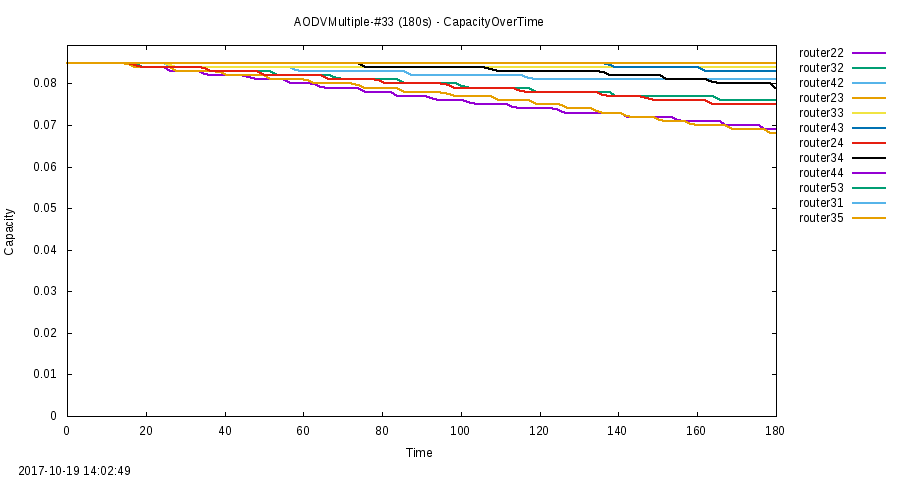 AODVMultiple-#33 (180s) - CapacityOverTime
router22
router32
router42
router23
router33
router43
router24
router34
router44
router53
router31
router35
0.08
0.07
0.06
0.05
0.04
0.03
0.02
0.01
0
Capacity
0 20 40 60 80 100 120 140 160 180
Time
2017-10-19 14:02:49